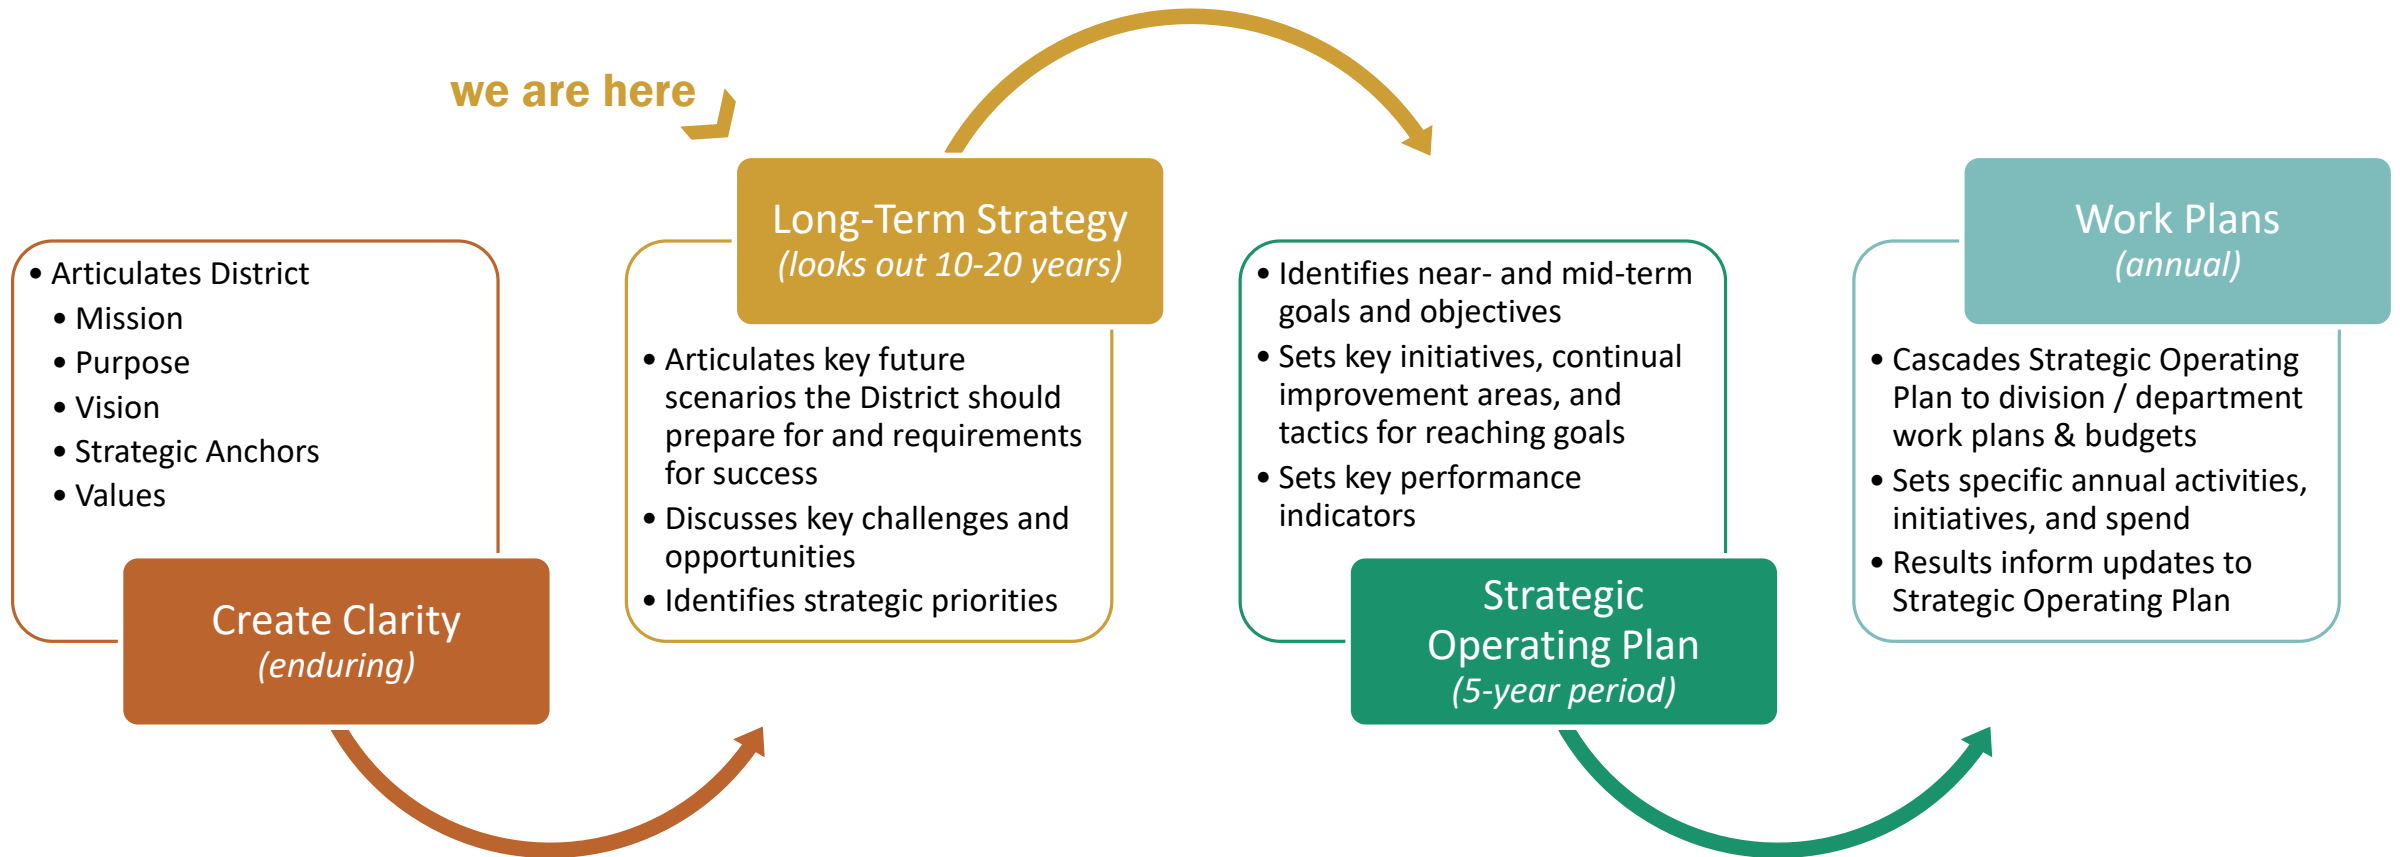 we are here
• Articulates District
• Mission
• Purpose
• Vision
• Strategic Anchors
• Values
Create Clarity
(enduring)
Long-Term Strategy
(looks out 10-20 years)
• Articulates key future
scenarios the District should
prepare for and requirements
for success
• Discusses key challenges and
opportunities
• Identifies strategic priorities
• Identifies near- and mid-term
goals and objectives
• Sets key initiatives, continual
improvement areas, and
tactics for reaching goals
• Sets key performance
indicators
Strategic
Operating Plan
(5-year period)
Work Plans
(annual)
• Cascades Strategic Operating
Plan to division / department
work plans & budgets
• Sets specific annual activities,
initiatives, and spend
• Results inform updates to
Strategic Operating Plan